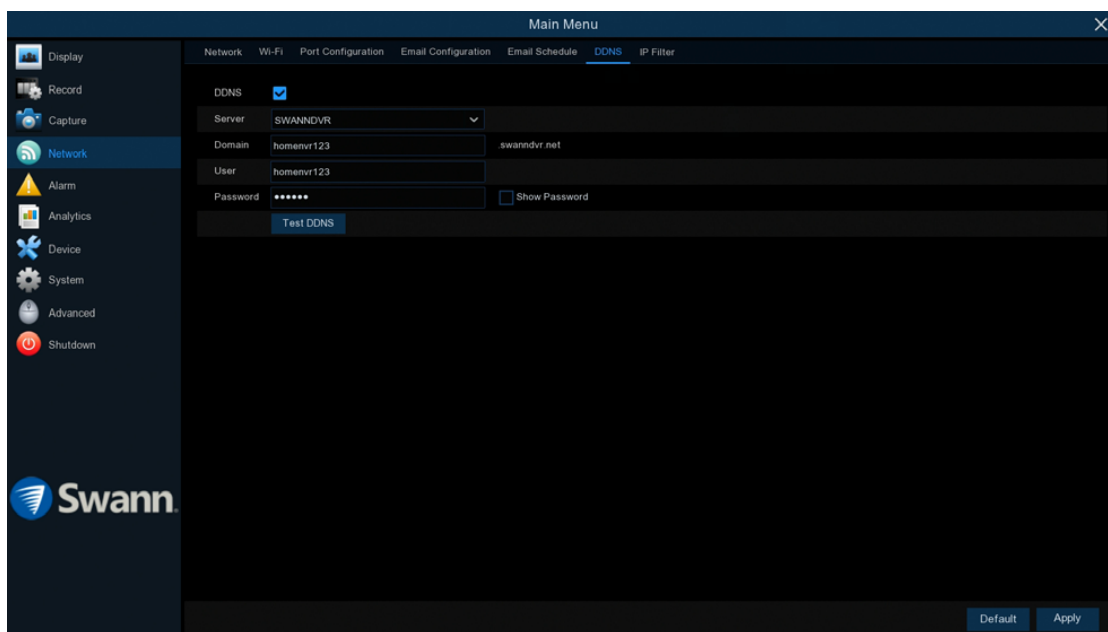 Main Menu
Display
Record
Capture
Network
Alarm
Analytics
Device
System
Advanced
Shutdown
Swann
Network Wi-Fi Port Configuration Email Configuration Email Schedule DDNS IP Filter
DDNS
Server SWANNDVR
Domain homenvr123 .swanndvr.net
User homenvr123
Password •••••• Show Password
Test DDNS
Default Apply